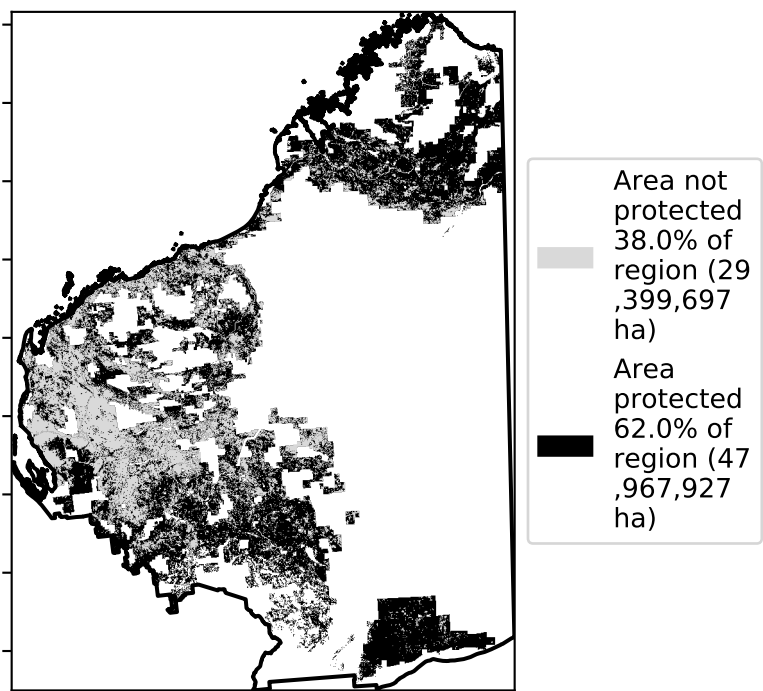 Area not
protected
38.0% of
region (29
,399,697
ha)
Area
protected
62.0% of
region (47
,967,927
ha)